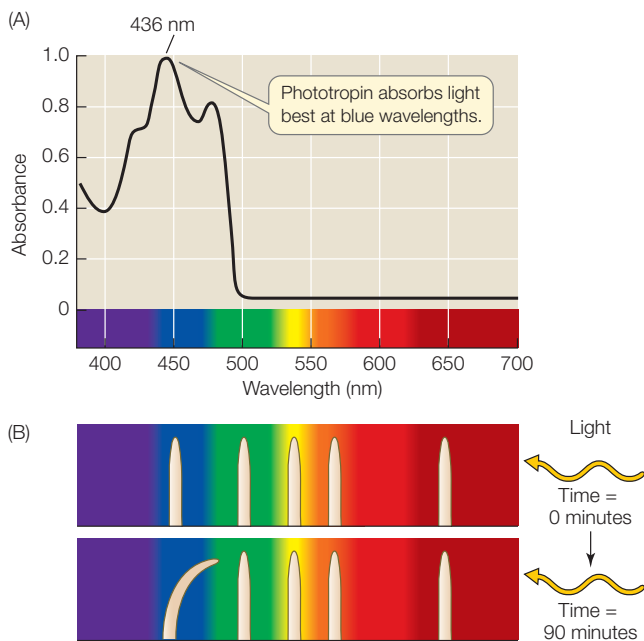 (A)
436 nm
Phototropin absorbs light
best at blue wavelengths.
Absorbance
1.0
0.8
0.6
0.4
0.2
0
400 450 500 550 600 650 700
Wavelength (nm)
(B)
Light
Time =
0 minutes
Time =
90 minutes